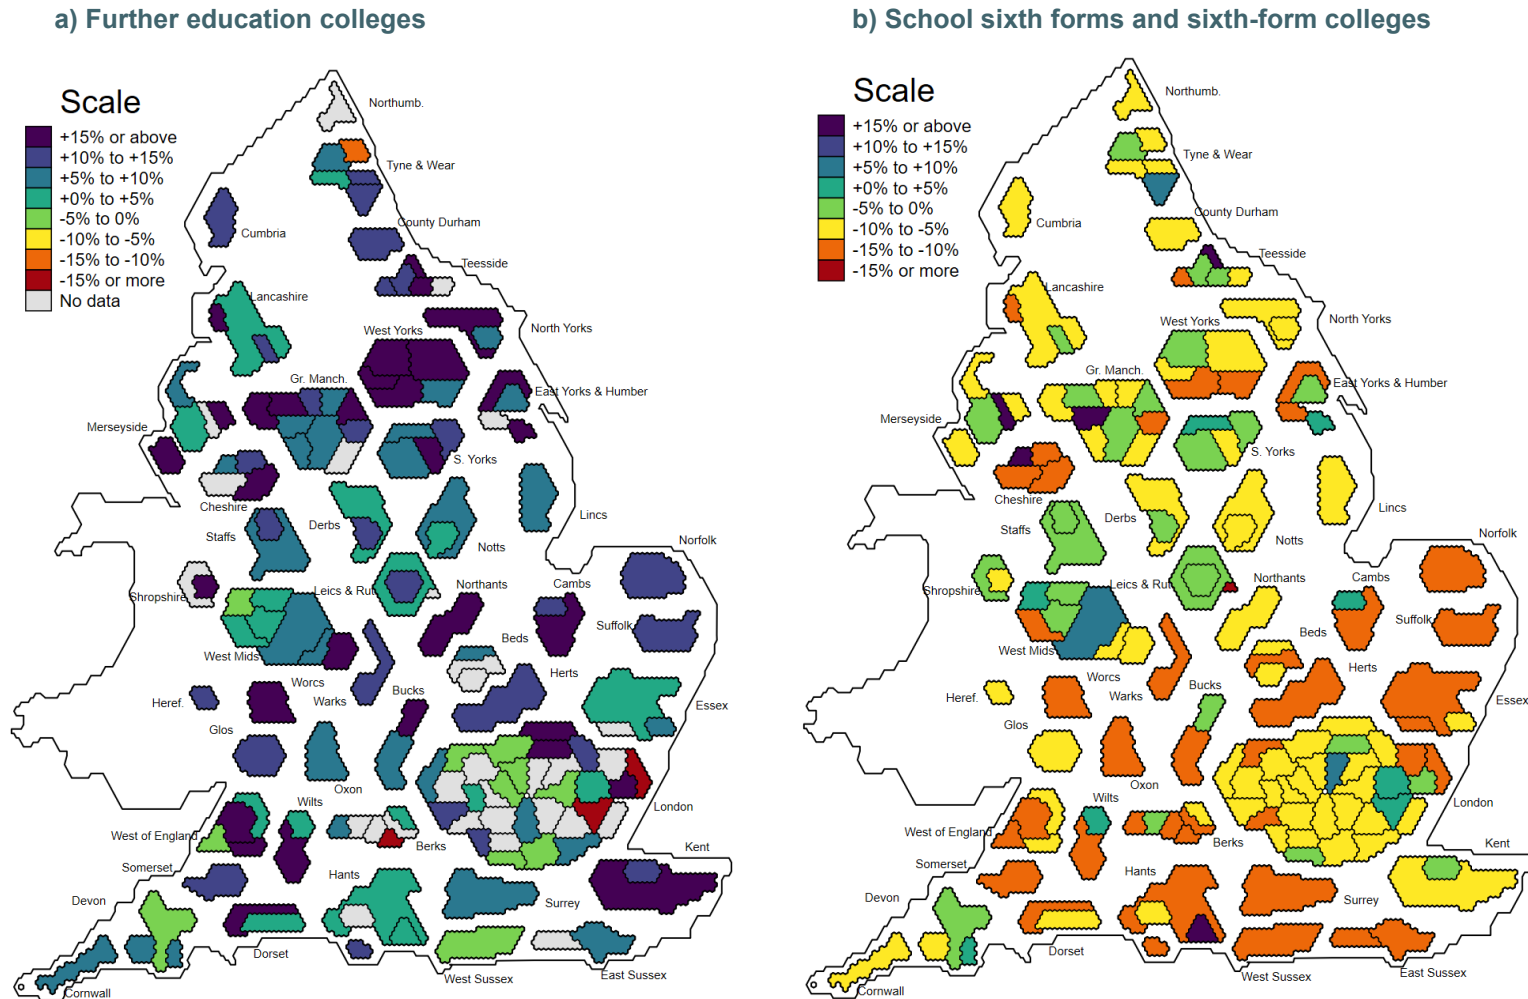 a) Further education colleges
Scale
+15% or above
+10% to +15%
+5% to +10%
+0% to +5%
-5% to 0%
-10% to -5%
-15% to -10%
-15% or more
No data
Northumb.
Tyne & Wear
Cumbria
County Durham
Teesside
Lancashire
North Yorks
West Yorks
Gr. Manch.
East Yorks & Humber
Merseyside
S. Yorks
Cheshire
Lincs
Staffs
Derbs
Notts
Norfolk
Shropshire
Leics & Rut
Northants
Cambs
Suffolk
West Mids
Beds
Worcs
Warks
Herts
Heref.
Bucks
Essex
Glos
Oxon
Wilts
London
West of England
Berks
Somerset
Kent
Hants
Devon
Surrey
Dorset
West Sussex
East Sussex
Cornwall
b) School sixth forms and sixth-form colleges
Scale
+15% or above
+10% to +15%
+5% to +10%
+0% to +5%
-5% to 0%
-10% to -5%
-15% to -10%
-15% or more
Northumb.
Tyne & Wear
Cumbria
County Durham
Teesside
Lancashire
North Yorks
West Yorks
Gr. Manch.
East Yorks & Humber
Merseyside
S. Yorks
Cheshire
Lincs
Staffs
Derbs
Notts
Norfolk
Shropshire
Leics & Rut
Northants
Cambs
Suffolk
West Mids
Beds
Worcs
Warks
Herts
Heref.
Bucks
Essex
Glos
Oxon
Wilts
London
West of England
Berks
Somerset
Kent
Hants
Devon
Surrey
Dorset
West Sussex
East Sussex
Cornwall